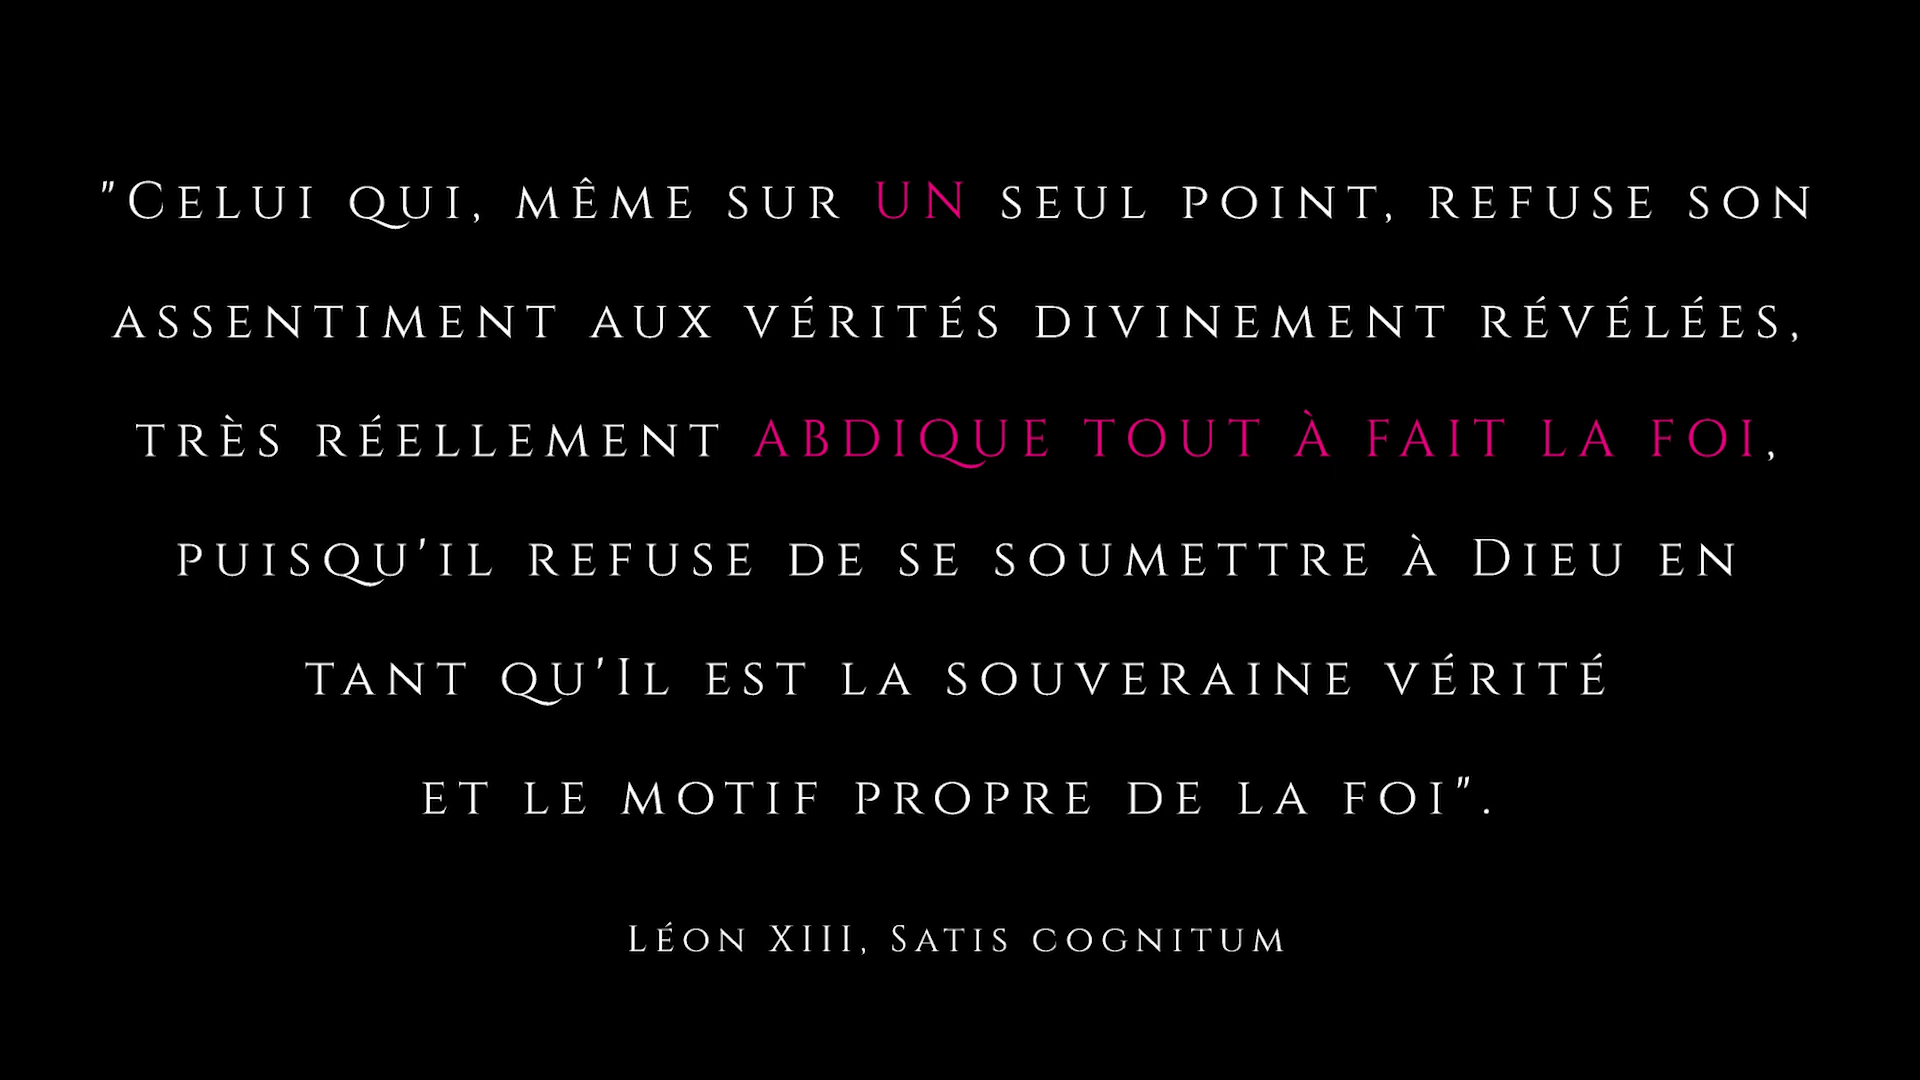 "Celui qui, même sur UN seul point, refuse son
assentiment aux vérités divinement révélées,
très réellement ABDIQUE TOUT À FAIT LA FOI,
puisqu'il refuse de se soumettre à Dieu en
tant qu'Il est la souveraine vérité
et le motif propre de la foi".
Léon XIII, Satis cognitum